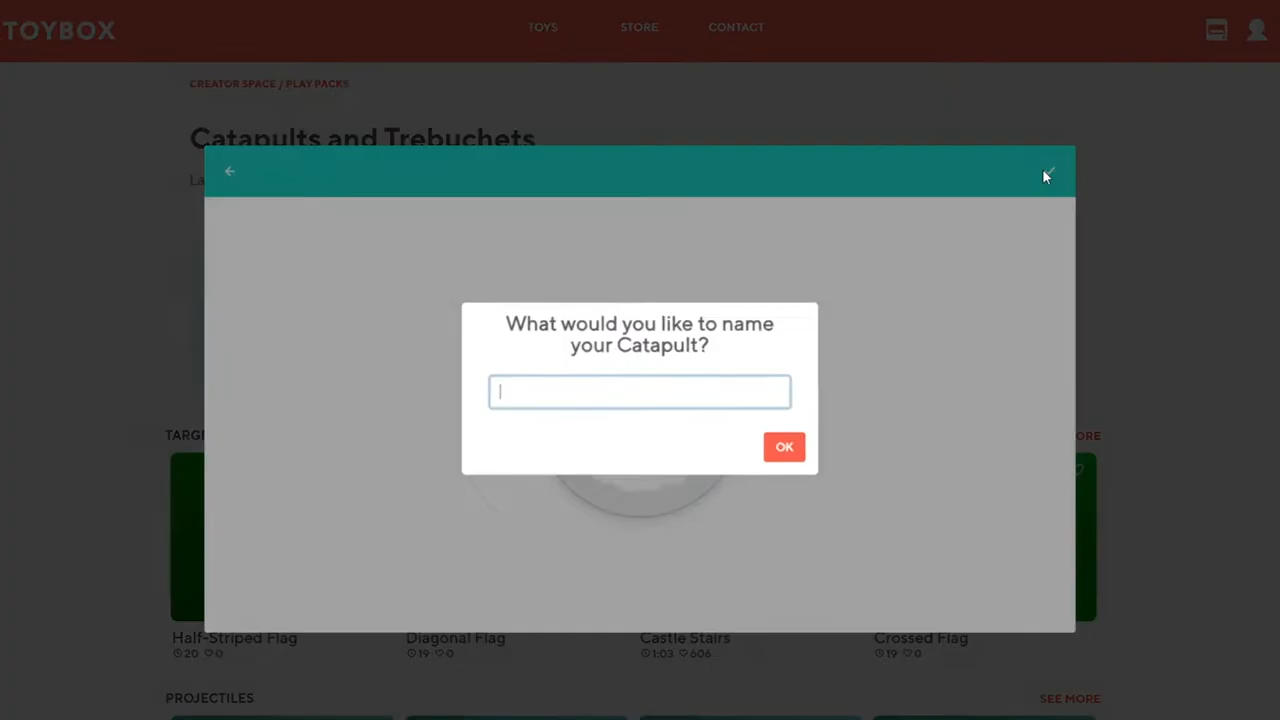 TOYBOX
TOYS
STORE
CONTACT
CREATOR SPACE / PLAY PACKS
Catapults and Trebuchets
What would you like to name
your Catapult?
OK
Half-Striped Flag
Diagonal Flag
Castle Stairs
Crossed Flag
20 0
19 0
1:03 606
19 0
PROJECTILES
SEE MORE